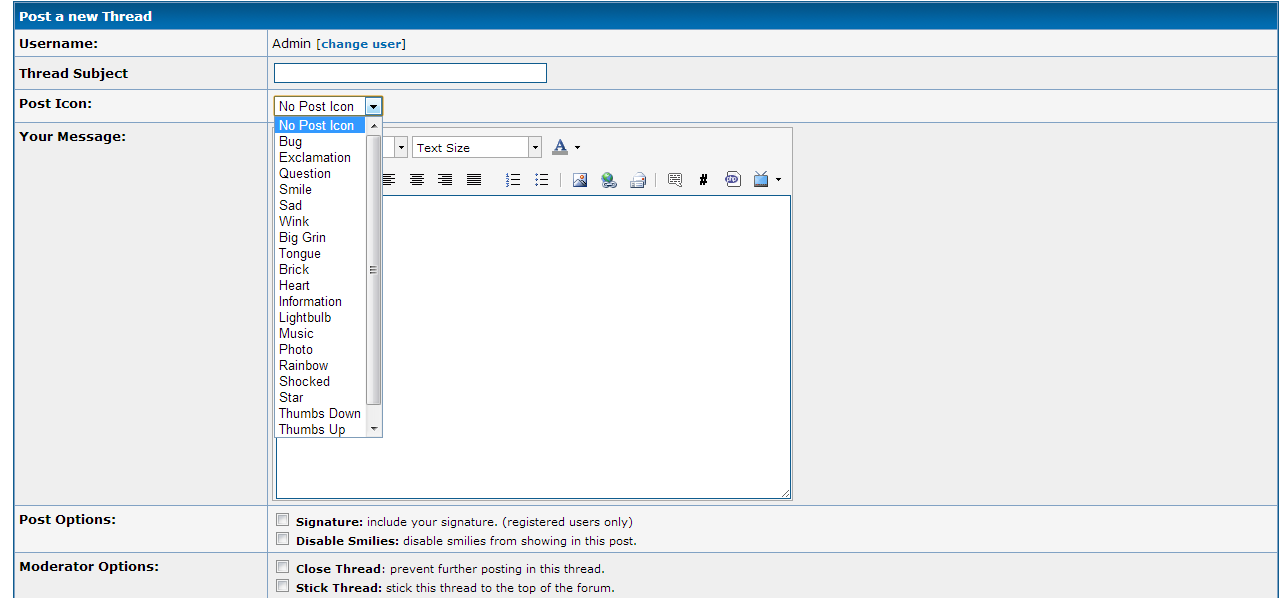 Post a new Thread
Username:
Admin [change user]
Thread Subject
Post Icon:
No Post Icon
No Post Icon
Bug
Exclamation
Question
Smile
Sad
Wink
Big Grin
Tongue
Brick
Heart
Information
Lightbulb
Music
Photo
Rainbow
Shocked
Star
Thumbs Down
Thumbs Up
Your Message:
Text Size
A
#
php
Post Options:
Signature: include your signature. (registered users only)
Disable Smilies: disable smilies from showing in this post.
Moderator Options:
Close Thread: prevent further posting in this thread.
Stick Thread: stick this thread to the top of the forum.